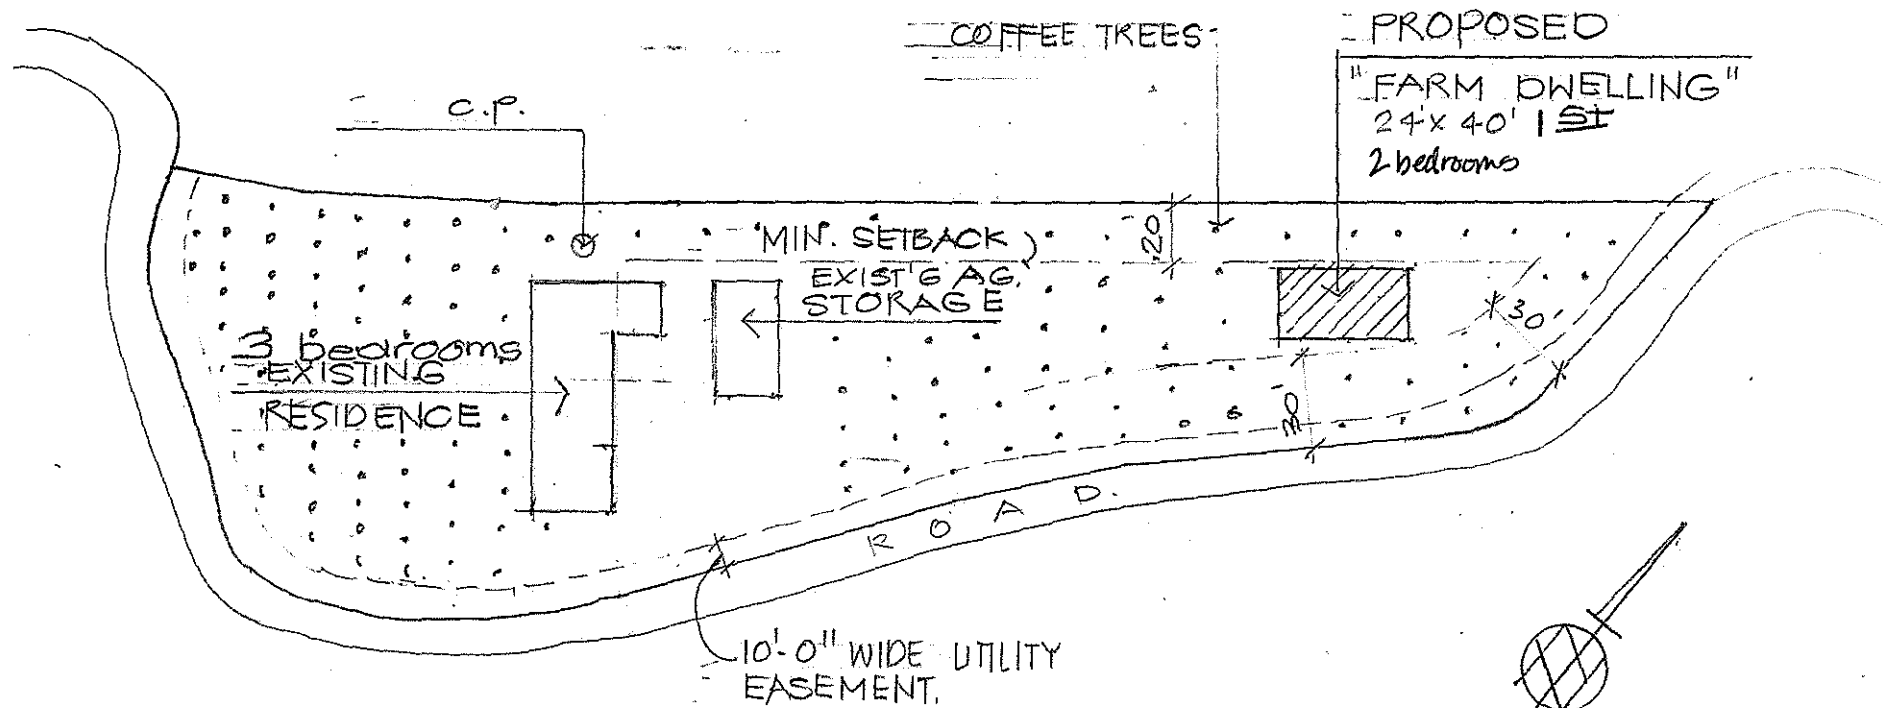 COFFEE TREES
PROPOSED
"FARM DWELLING"
24'x 40' 1 ST
2 bedrooms
C.P.
MIN. SETBACK
20'
EXIST'G AG.
STORAGE
30'
3 bedrooms
EXISTING
RESIDENCE
30'
ROAD.
10'-0" WIDE UTILITY
EASEMENT.